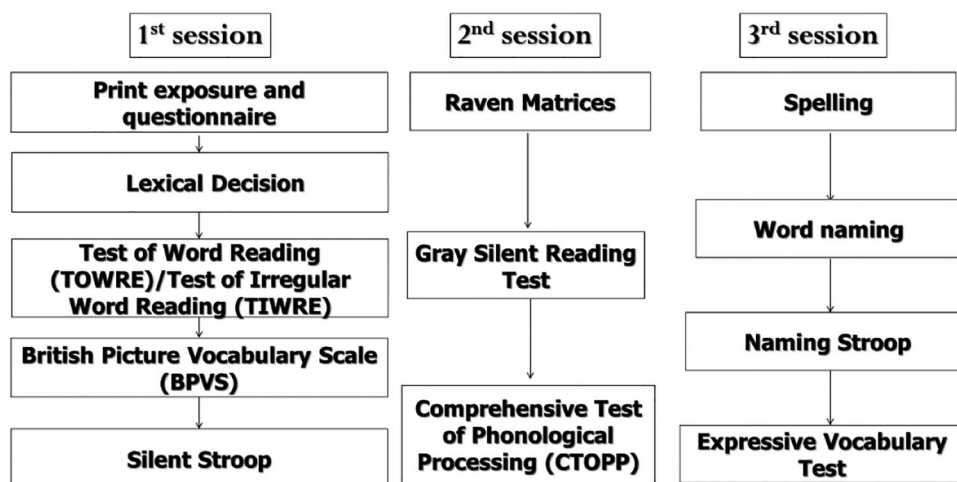 1st session
Print exposure and
questionnaire
Lexical Decision
Test of Word Reading
(TOWRE)/Test of Irregular
Word Reading (TIWRE)
British Picture Vocabulary Scale
(BPVS)
Silent Stroop
2nd session
Raven Matrices
Gray Silent Reading
Test
Comprehensive Test
of Phonological
Processing (CTOPP)
3rd session
Spelling
Word naming
Naming Stroop
Expressive Vocabulary
Test